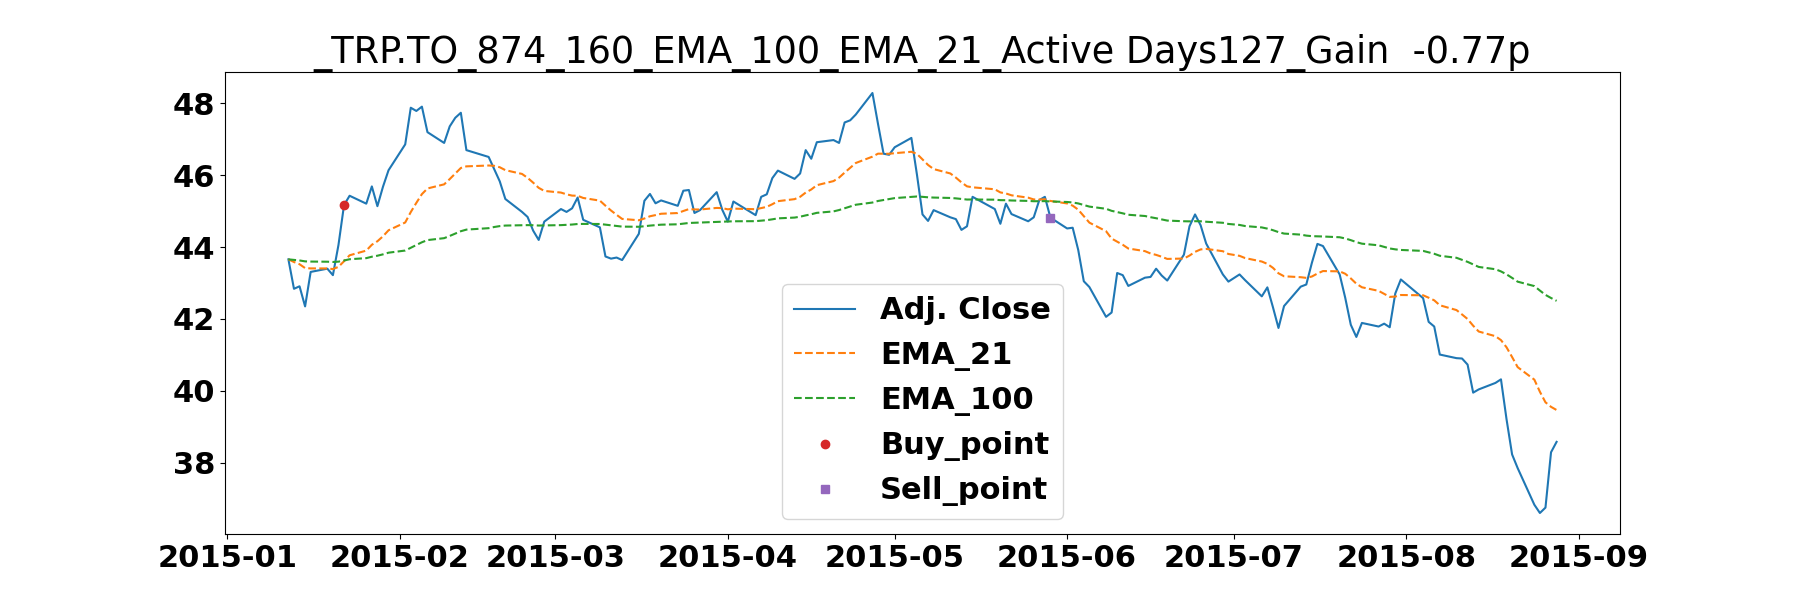 _TRP.TO_874_160_EMA_100_EMA_21_Active Days127_Gain  -0.77p
48
46
44
42
40
38
Adj. Close
EMA_21
EMA_100
Buy_point
Sell_point
2015-01 2015-02 2015-03 2015-04 2015-05 2015-06 2015-07 2015-08 2015-09